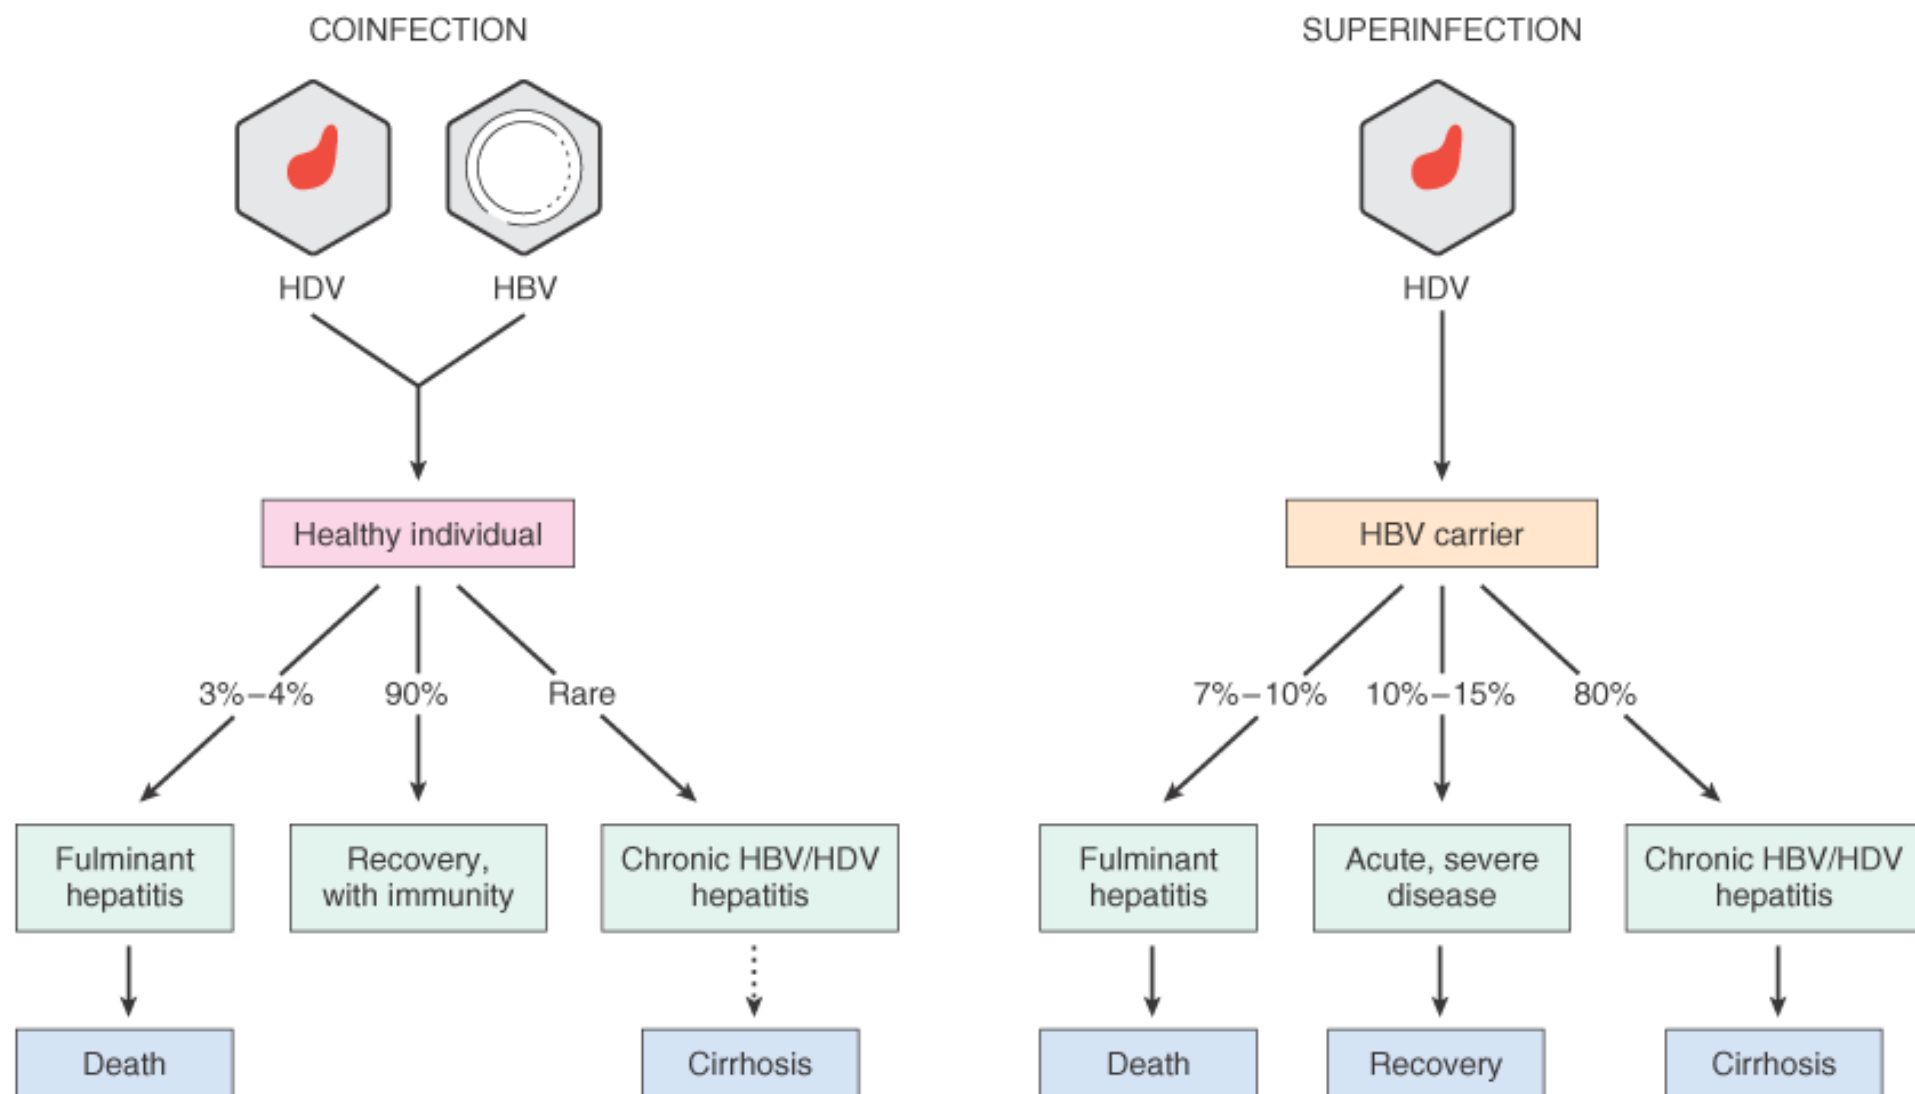 COINFECTION
HDV
HBV
Healthy individual
3%–4%
90%
Rare
Fulminant
hepatitis
Recovery,
with immunity
Chronic HBV/HDV
hepatitis
Death
Cirrhosis
SUPERINFECTION
HDV
HBV carrier
7%–10%
10%–15%
80%
Fulminant
hepatitis
Acute, severe
disease
Chronic HBV/HDV
hepatitis
Death
Recovery
Cirrhosis